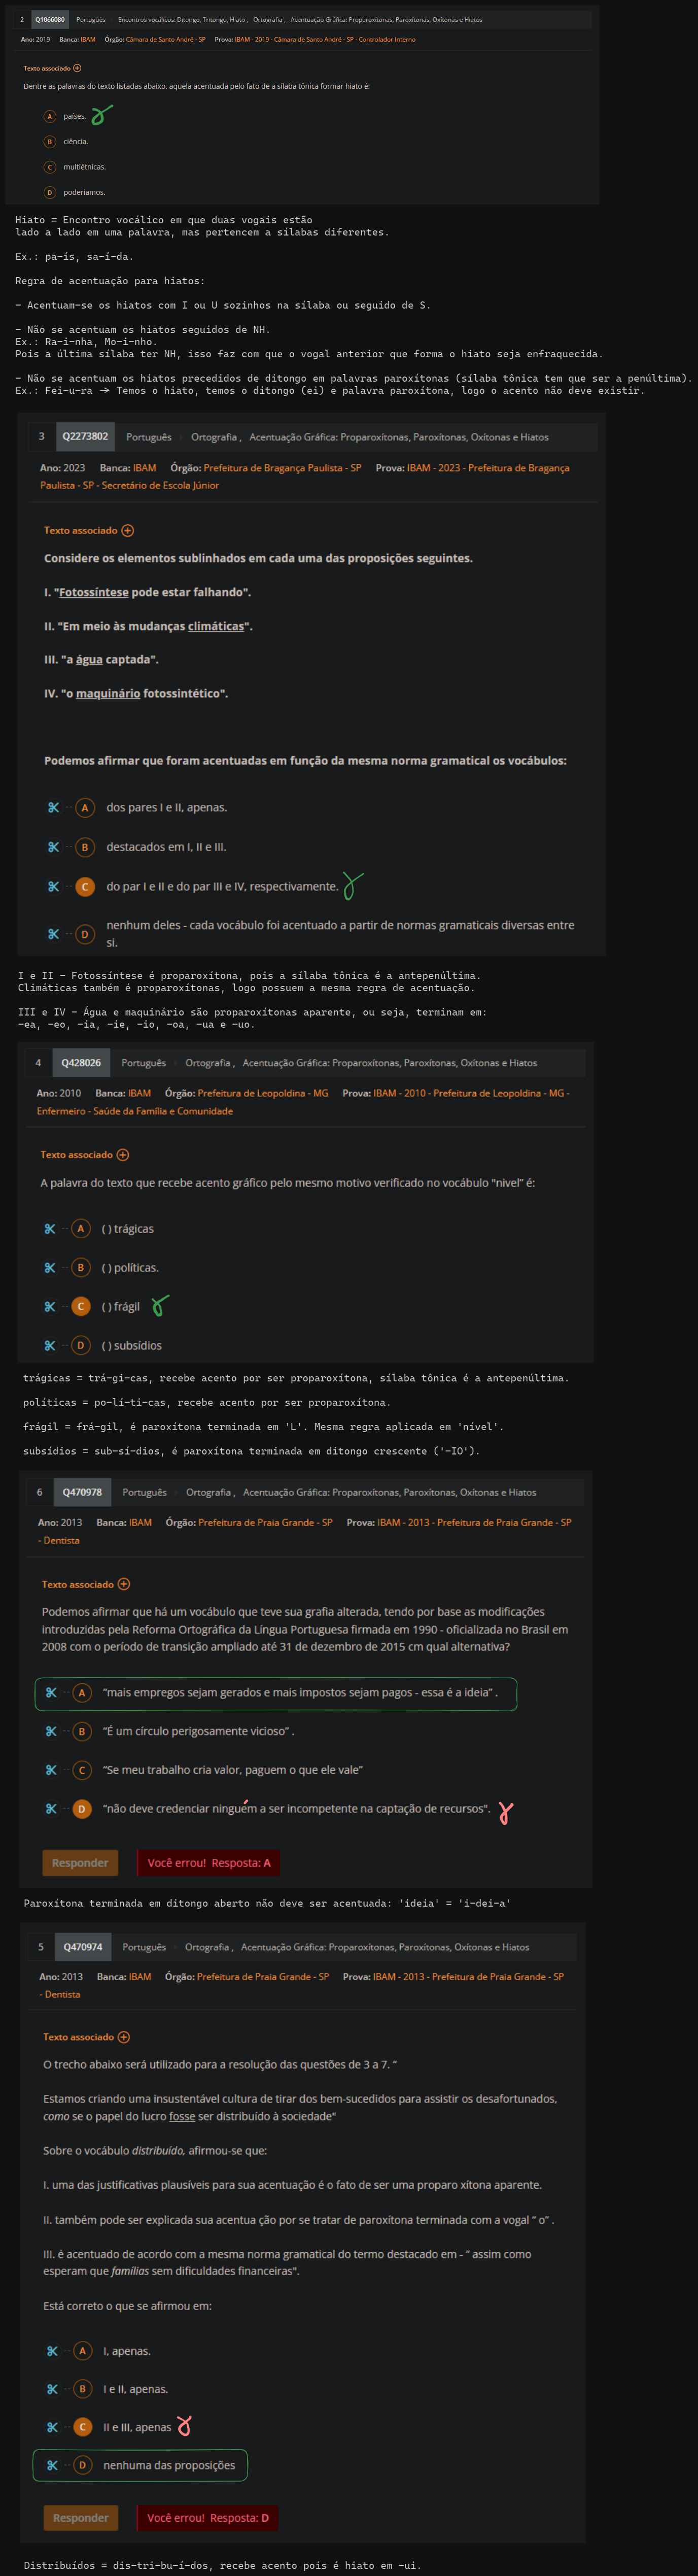 2 Q1066080 Português Encontros vocálicos: Ditongo, Tritongo, Hiato , Ortografia , Acentuação Gráfica: Proparoxítonas, Paroxítonas, Oxítonas e Hiatos
Ano: 2019 Banca: IBAM Órgão: Câmara de Santo André - SP Prova: IBAM - 2019 - Câmara de Santo André - SP - Controlador Interno
Texto associado
Dentre as palavras do texto listadas abaixo, aquela acentuada pelo fato de a sílaba tônica formar hiato é:
A países.
B ciência.
C multiétnicas.
D poderiamos.
Hiato = Encontro vocálico em que duas vogais estão
lado a lado em uma palavra, mas pertencem a sílabas diferentes.
Ex.: pa-ís, sa-í-da.
Regra de acentuação para hiatos:
- Acentuam-se os hiatos com I ou U sozinhos na sílaba ou seguido de S.
- Não se acentuam os hiatos seguidos de NH.
Ex.: Ra-i-nha, Mo-i-nho.
Pois a última sílaba ter NH, isso faz com que o vogal anterior que forma o hiato seja enfraquecida.
- Não se acentuam os hiatos precedidos de ditongo em palavras paroxítonas (sílaba tônica tem que ser a penúltima).
Ex.: Fei-u-ra -> Temos o hiato, temos o ditongo (ei) e palavra paroxítona, logo o acento não deve existir.
3 Q2273802 Português Ortografia , Acentuação Gráfica: Proparoxítonas, Paroxítonas, Oxítonas e Hiatos
Ano: 2023 Banca: IBAM Órgão: Prefeitura de Bragança Paulista - SP Prova: IBAM - 2023 - Prefeitura de Bragança
Paulista - SP - Secretário de Escola Júnior
Texto associado
Considere os elementos sublinhados em cada uma das proposições seguintes.
I. "Fotossíntese pode estar falhando".
II. "Em meio às mudanças climáticas".
III. "a água captada".
IV. "o maquinário fotossintético".
Podemos afirmar que foram acentuadas em função da mesma norma gramatical os vocábulos:
A dos pares I e II, apenas.
B destacados em I, II e III.
C do par I e II e do par III e IV, respectivamente.
D nenhum deles - cada vocábulo foi acentuado a partir de normas gramaticais diversas entre
si.
I e II - Fotossíntese é proparoxítona, pois a sílaba tônica é a antepenúltima.
Climáticas também é proparoxítonas, logo possuem a mesma regra de acentuação.
III e IV - Água e maquinário são proparoxítonas aparente, ou seja, terminam em:
-ea, -eo, -ia, -ie, -io, -oa, -ua e -uo.
4 Q428026 Português Ortografia , Acentuação Gráfica: Proparoxítonas, Paroxítonas, Oxítonas e Hiatos
Ano: 2010 Banca: IBAM Órgão: Prefeitura de Leopoldina - MG Prova: IBAM - 2010 - Prefeitura de Leopoldina - MG -
Enfermeiro - Saúde da Família e Comunidade
Texto associado
A palavra do texto que recebe acento gráfico pelo mesmo motivo verificado no vocábulo "nível" é:
A ( ) trágicas
B ( ) políticas.
C ( ) frágil
D ( ) subsídios
trágicas = trá-gi-cas, recebe acento por ser proparoxítona, sílaba tônica é a antepenúltima.
políticas = po-lí-ti-cas, recebe acento por ser proparoxítona.
frágil = frá-gil, é paroxítona terminada em 'L'. Mesma regra aplicada em 'nível'.
subsídios = sub-sí-dios, é paroxítona terminada em ditongo crescente ('-IO').
6 Q470978 Português Ortografia , Acentuação Gráfica: Proparoxítonas, Paroxítonas, Oxítonas e Hiatos
Ano: 2013 Banca: IBAM Órgão: Prefeitura de Praia Grande - SP Prova: IBAM - 2013 - Prefeitura de Praia Grande - SP
- Dentista
Texto associado
Podemos afirmar que há um vocábulo que teve sua grafia alterada, tendo por base as modificações
introduzidas pela Reforma Ortográfica da Língua Portuguesa firmada em 1990 - oficializada no Brasil em
2008 com o período de transição ampliado até 31 de dezembro de 2015 cm qual alternativa?
A "mais empregos sejam gerados e mais impostos sejam pagos - essa é a ideia" .
B "É um círculo perigosamente vicioso" .
C "Se meu trabalho cria valor, paguem o que ele vale"
D "não deve credenciar ninguém a ser incompetente na captação de recursos".
Responder Você errou! Resposta: A
Paroxítona terminada em ditongo aberto não deve ser acentuada: 'ideia' = 'i-dei-a'
5 Q470974 Português Ortografia , Acentuação Gráfica: Proparoxítonas, Paroxítonas, Oxítonas e Hiatos
Ano: 2013 Banca: IBAM Órgão: Prefeitura de Praia Grande - SP Prova: IBAM - 2013 - Prefeitura de Praia Grande - SP
- Dentista
Texto associado
O trecho abaixo será utilizado para a resolução das questões de 3 a 7. "
Estamos criando uma insustentável cultura de tirar dos bem-sucedidos para assistir os desafortunados,
como se o papel do lucro fosse ser distribuído à sociedade"
Sobre o vocábulo distribuído, afirmou-se que:
I. uma das justificativas plausíveis para sua acentuação é o fato de ser uma proparo xítona aparente.
II. também pode ser explicada sua acentua ção por se tratar de paroxítona terminada com a vogal " o" .
III. é acentuado de acordo com a mesma norma gramatical do termo destacado em - " assim como
esperam que famílias sem dificuldades financeiras".
Está correto o que se afirmou em:
A I, apenas.
B I e II, apenas.
C II e III, apenas
D nenhuma das proposições
Responder Você errou! Resposta: D
Distribuídos = dis-tri-bu-í-dos, recebe acento pois é hiato em -ui.